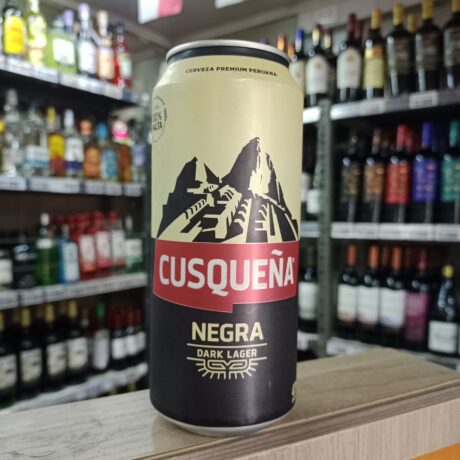 CERVEZA PREMIUM PERUANA
CUSQUEÑA
NEGRA
DARK LAGER